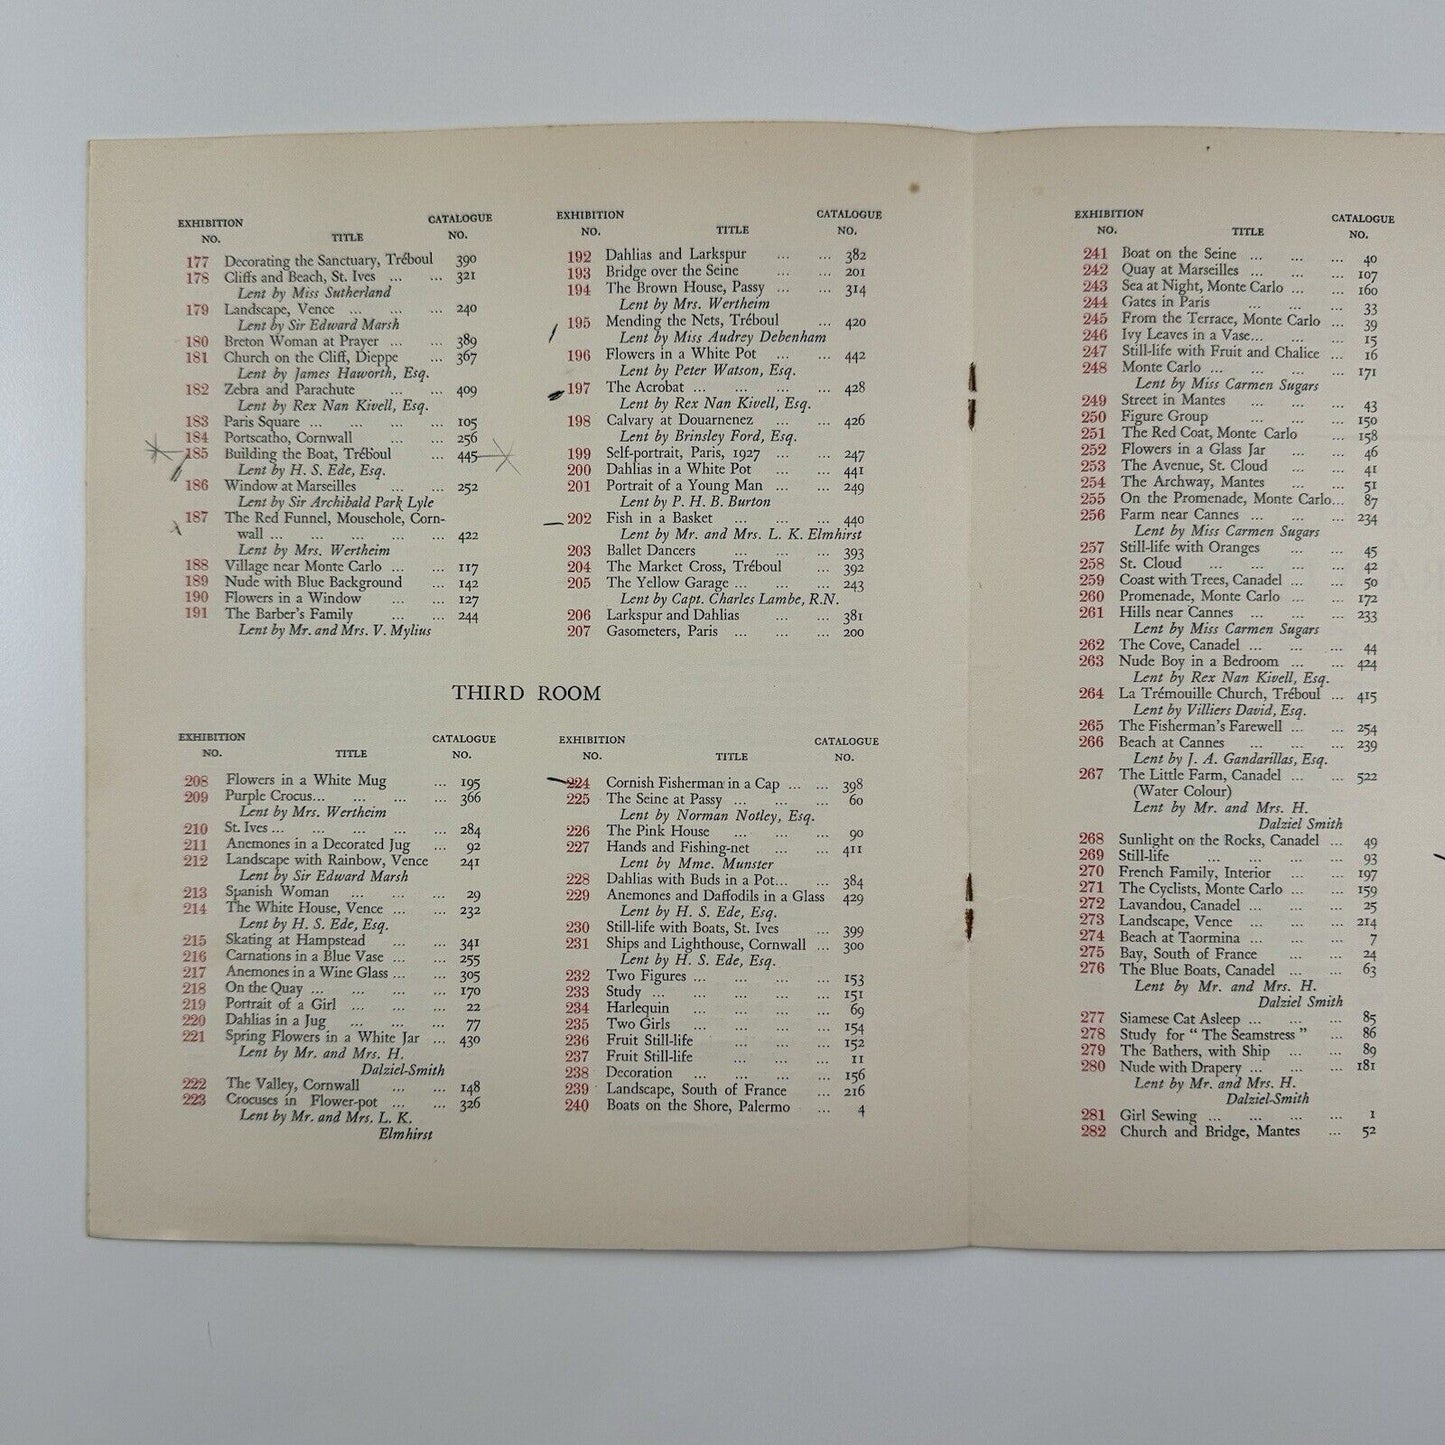 EXHIBITION NO. TITLE CATALOGUE NO.
177 Decorating the Sanctuary, Tréboul 390
178 Cliffs and Beach, St. Ives ... ... 321
Lent by Miss Sutherland
179 Landscape, Vence ... ... ... 240
Lent by Sir Edward Marsh
180 Breton Woman at Prayer ... ... 389
181 Church on the Cliff, Dieppe ... 367
Lent by James Haworth, Esq.
182 Zebra and Parachute ... ... 409
Lent by Rex Nan Kivell, Esq.
183 Paris Square ... ... ... ... 105
184 Portscatho, Cornwall ... ... 256
185 Building the Boat, Tréboul ... 445
Lent by H. S. Ede, Esq.
186 Window at Marseilles ... ... 252
Lent by Sir Archibald Park Lyle
187 The Red Funnel, Mousehole, Corn-
wall ... ... ... ... ... 422
Lent by Mrs. Wertheim
188 Village near Monte Carlo ... ... 117
189 Nude with Blue Background ... 142
190 Flowers in a Window ... ... 127
191 The Barber's Family ... ... 244
Lent by Mr. and Mrs. V. Mylius
EXHIBITION NO. TITLE CATALOGUE NO.
192 Dahlias and Larkspur ... ... 382
193 Bridge over the Seine ... ... 201
194 The Brown House, Passy ... ... 314
Lent by Mrs. Wertheim
195 Mending the Nets, Tréboul ... 420
Lent by Miss Audrey Debenham
196 Flowers in a White Pot ... ... 442
Lent by Peter Watson, Esq.
197 The Acrobat ... ... ... ... 428
Lent by Rex Nan Kivell, Esq.
198 Calvary at Douarnenez ... ... 426
Lent by Brinsley Ford, Esq.
199 Self-portrait, Paris, 1927 ... ... 247
200 Dahlias in a White Pot ... ... 441
201 Portrait of a Young Man ... ... 249
Lent by P. H. B. Burton
202 Fish in a Basket ... ... ... 440
Lent by Mr. and Mrs. L. K. Elmhirst
203 Ballet Dancers ... ... ... 393
204 The Market Cross, Tréboul ... 392
205 The Yellow Garage ... ... ... 243
Lent by Capt. Charles Lambe, R.N.
206 Larkspur and Dahlias ... ... 381
207 Gasometers, Paris ... ... ... 200
THIRD ROOM
EXHIBITION NO. TITLE CATALOGUE NO.
208 Flowers in a White Mug ... 195
209 Purple Crocus... ... ... ... 366
Lent by Mrs. Wertheim
210 St. Ives ... ... ... ... ... 284
211 Anemones in a Decorated Jug ... 92
212 Landscape with Rainbow, Vence 241
Lent by Sir Edward Marsh
213 Spanish Woman ... ... ... 29
214 The White House, Vence ... ... 232
Lent by H. S. Ede, Esq.
215 Skating at Hampstead ... ... 341
216 Carnations in a Blue Vase ... ... 255
217 Anemones in a Wine Glass ... ... 305
218 On the Quay ... ... ... ... 170
219 Portrait of a Girl ... ... ... 22
220 Dahlias in a Jug ... ... ... 77
221 Spring Flowers in a White Jar ... 430
Lent by Mr. and Mrs. H.
Dalziel-Smith
222 The Valley, Cornwall ... ... 148
223 Crocuses in Flower-pot ... ... 326
Lent by Mr. and Mrs. L. K.
Elmhirst
EXHIBITION NO. TITLE CATALOGUE NO.
224 Cornish Fisherman in a Cap ... ... 398
225 The Seine at Passy ... ... ... 60
Lent by Norman Notley, Esq.
226 The Pink House ... ... ... 90
227 Hands and Fishing-net ... ... 411
Lent by Mme. Munster
228 Dahlias with Buds in a Pot... ... 384
229 Anemones and Daffodils in a Glass 429
Lent by H. S. Ede, Esq.
230 Still-life with Boats, St. Ives ... 399
231 Ships and Lighthouse, Cornwall ... 300
Lent by H. S. Ede, Esq.
232 Two Figures ... ... ... ... 153
233 Study ... ... ... ... ... 151
234 Harlequin ... ... ... ... 69
235 Two Girls ... ... ... ... 154
236 Fruit Still-life ... ... ... 152
237 Fruit Still-life ... ... ... 11
238 Decoration ... ... ... ... 156
239 Landscape, South of France ... 216
240 Boats on the Shore, Palermo ... 4
EXHIBITION NO. TITLE CATALOGUE NO.
241 Boat on the Seine ... ... ... 40
242 Quay at Marseilles ... ... ... 107
243 Sea at Night, Monte Carlo ... ... 160
244 Gates in Paris ... ... ... 33
245 From the Terrace, Monte Carlo ... 39
246 Ivy Leaves in a Vase... ... ... 15
247 Still-life with Fruit and Chalice ... 16
248 Monte Carlo ... ... ... ... 171
Lent by Miss Carmen Sugars
249 Street in Mantes ... ... ... 43
250 Figure Group ... ... ... 150
251 The Red Coat, Monte Carlo ... 158
252 Flowers in a Glass Jar ... ... 46
253 The Avenue, St. Cloud ... ... 41
254 The Archway, Mantes ... ... 51
255 On the Promenade, Monte Carlo... 87
256 Farm near Cannes ... ... ... 234
Lent by Miss Carmen Sugars
257 Still-life with Oranges ... ... 45
258 St. Cloud ... ... ... ... 42
259 Coast with Trees, Canadel ... ... 50
260 Promenade, Monte Carlo ... ... 172
261 Hills near Cannes ... ... ... 233
Lent by Miss Carmen Sugars
262 The Cove, Canadel ... ... ... 44
263 Nude Boy in a Bedroom ... ... 424
Lent by Rex Nan Kivell, Esq.
264 La Trémouille Church, Tréboul ... 415
Lent by Villiers David, Esq.
265 The Fisherman's Farewell ... ... 254
266 Beach at Cannes ... ... ... 239
Lent by J. A. Gandarillas, Esq.
267 The Little Farm, Canadel ... ... 522
(Water Colour)
Lent by Mr. and Mrs. H.
Dalziel Smith
268 Sunlight on the Rocks, Canadel ... 49
269 Still-life ... ... ... ... 93
270 French Family, Interior ... ... 197
271 The Cyclists, Monte Carlo ... ... 159
272 Lavandou, Canadel ... ... ... 25
273 Landscape, Vence ... ... ... 214
274 Beach at Taormina ... ... ... 7
275 Bay, South of France ... ... 24
276 The Blue Boats, Canadel ... ... 63
Lent by Mr. and Mrs. H.
Dalziel Smith
277 Siamese Cat Asleep ... ... ... 85
278 Study for " The Seamstress " ... 86
279 The Bathers, with Ship ... ... 89
280 Nude with Drapery ... ... ... 181
Lent by Mr. and Mrs. H.
Dalziel-Smith
281 Girl Sewing ... ... ... ... 1
282 Church and Bridge, Mantes ... 52